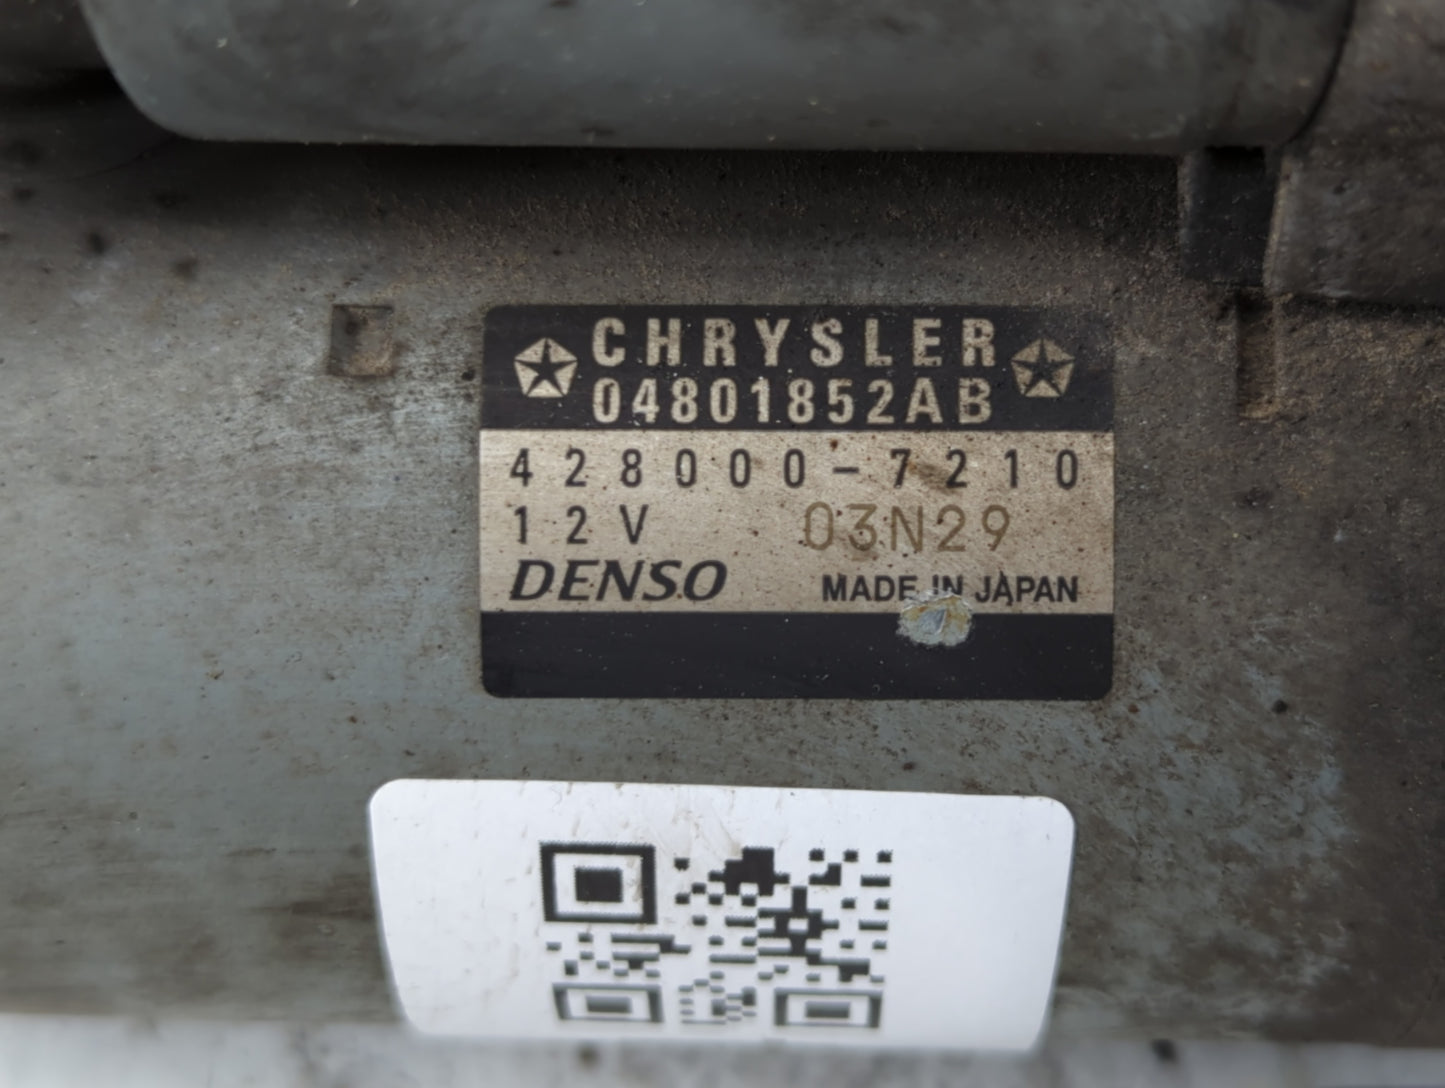 CHRYSLER
04801852AB
428000-7210
12V 03N29
DENSO MADE IN JAPAN